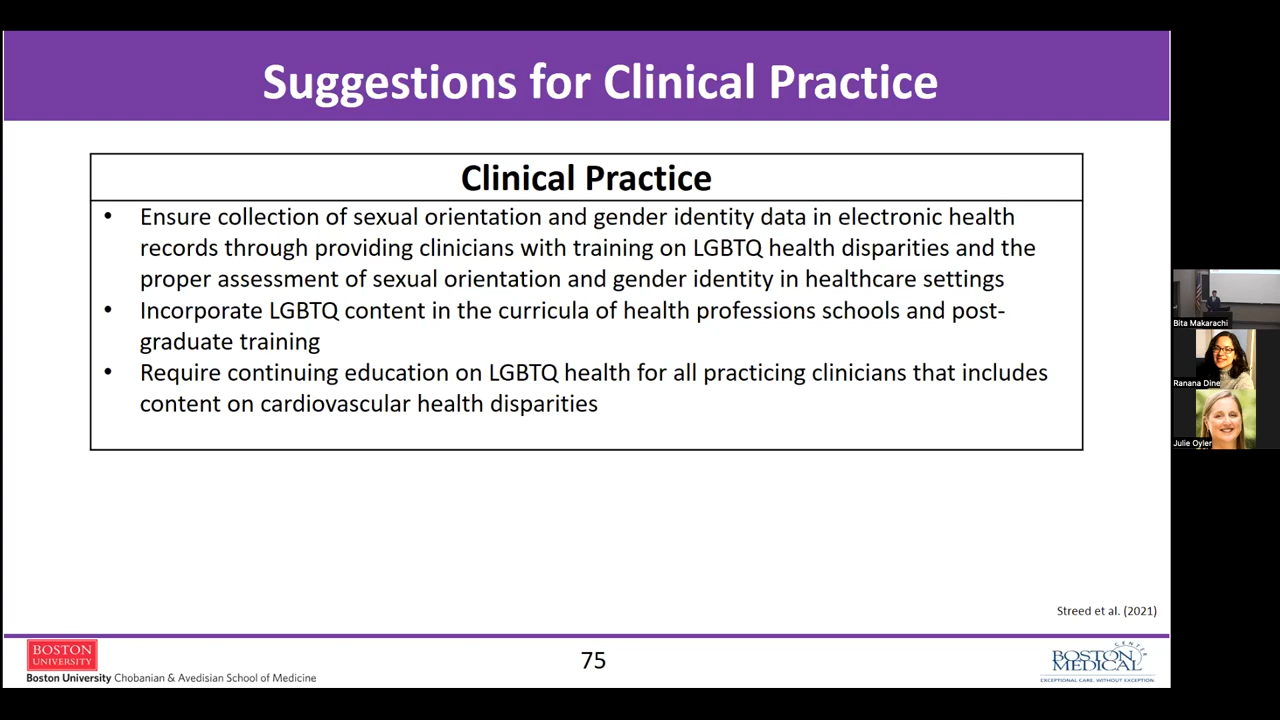 Suggestions for Clinical Practice
Clinical Practice
• Ensure collection of sexual orientation and gender identity data in electronic health
records through providing clinicians with training on LGBTQ health disparities and the
proper assessment of sexual orientation and gender identity in healthcare settings
• Incorporate LGBTQ content in the curricula of health professions schools and post-
graduate training
• Require continuing education on LGBTQ health for all practicing clinicians that includes
content on cardiovascular health disparities
Streed et al. (2021)
BOSTON
UNIVERSITY
Boston University Chobanian & Avedisian School of Medicine
75
BOSTON
MEDICAL
CENTER
EXCEPTIONAL CARE. WITHOUT EXCEPTION.
Bita Makarachi
Ranana Dine
Julie Oyler